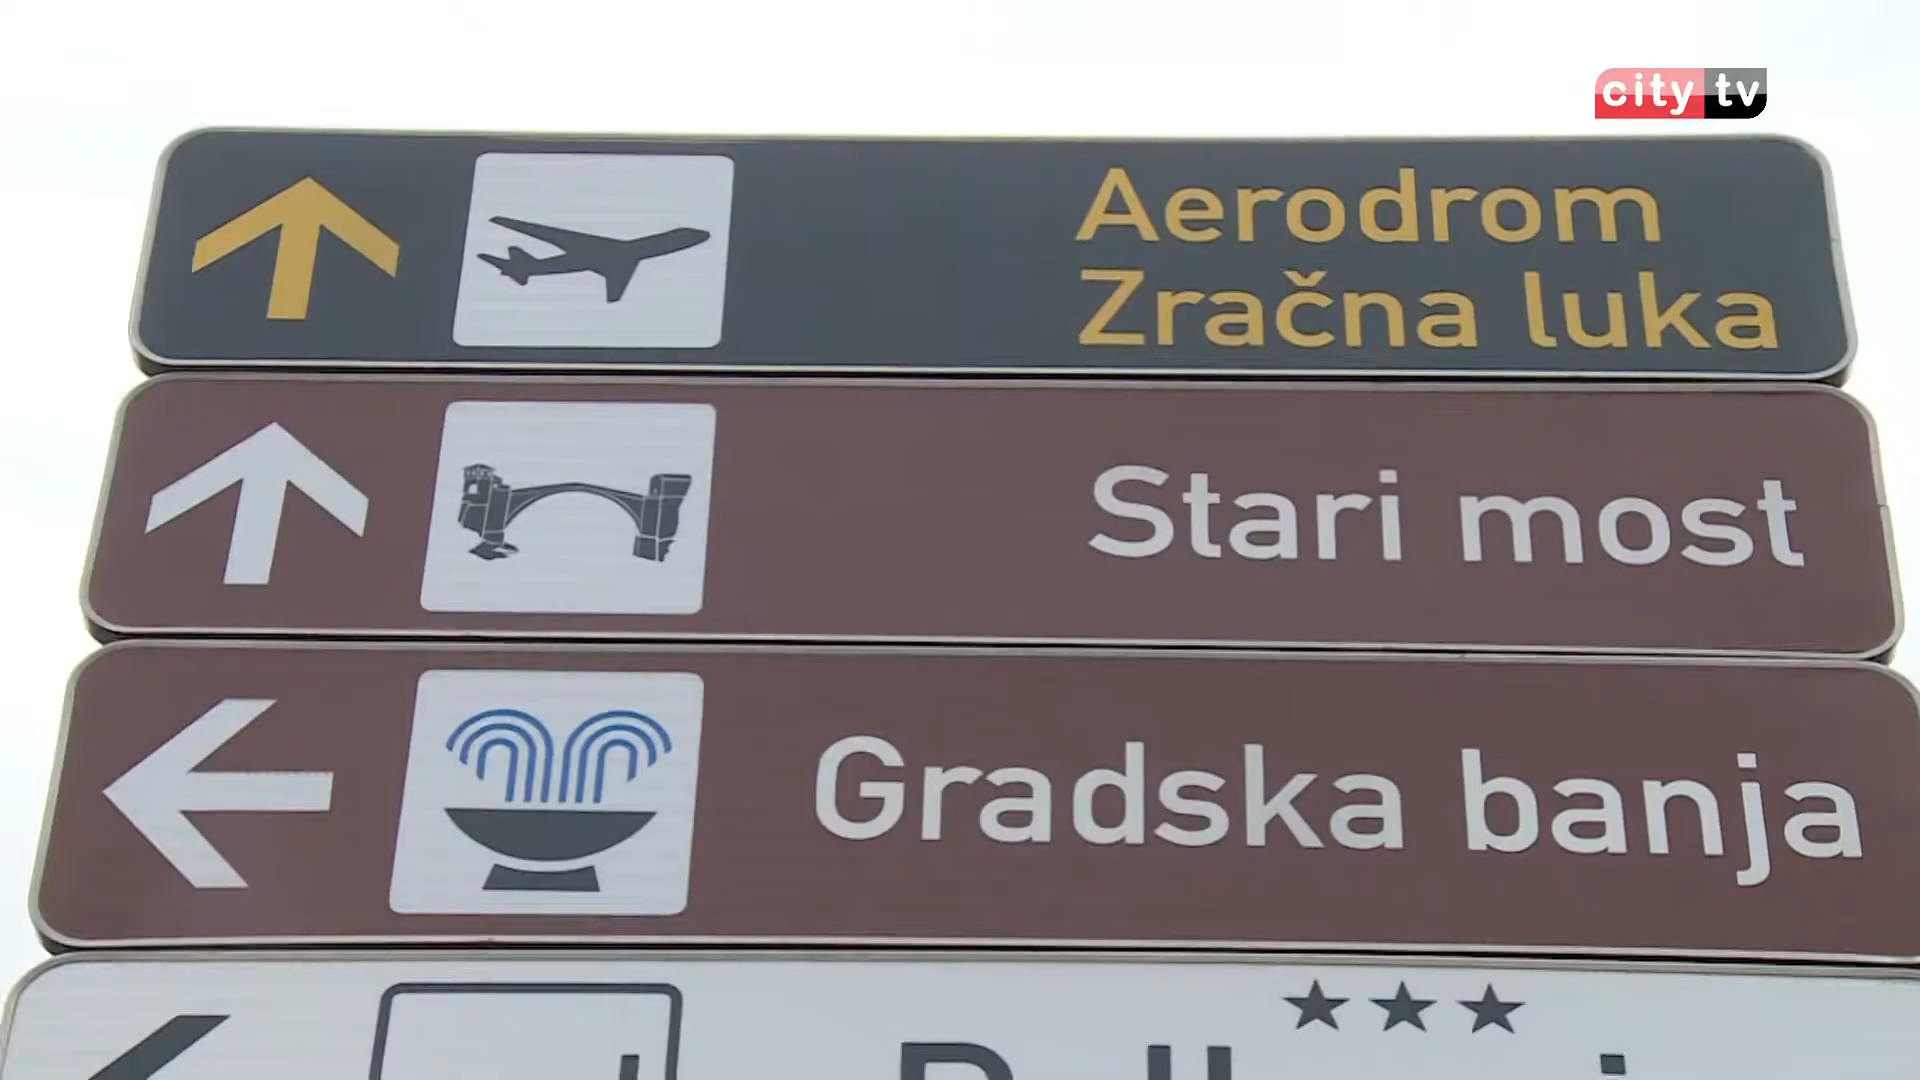 city tv
Aerodrom
Zračna luka
Stari most
Gradska banja